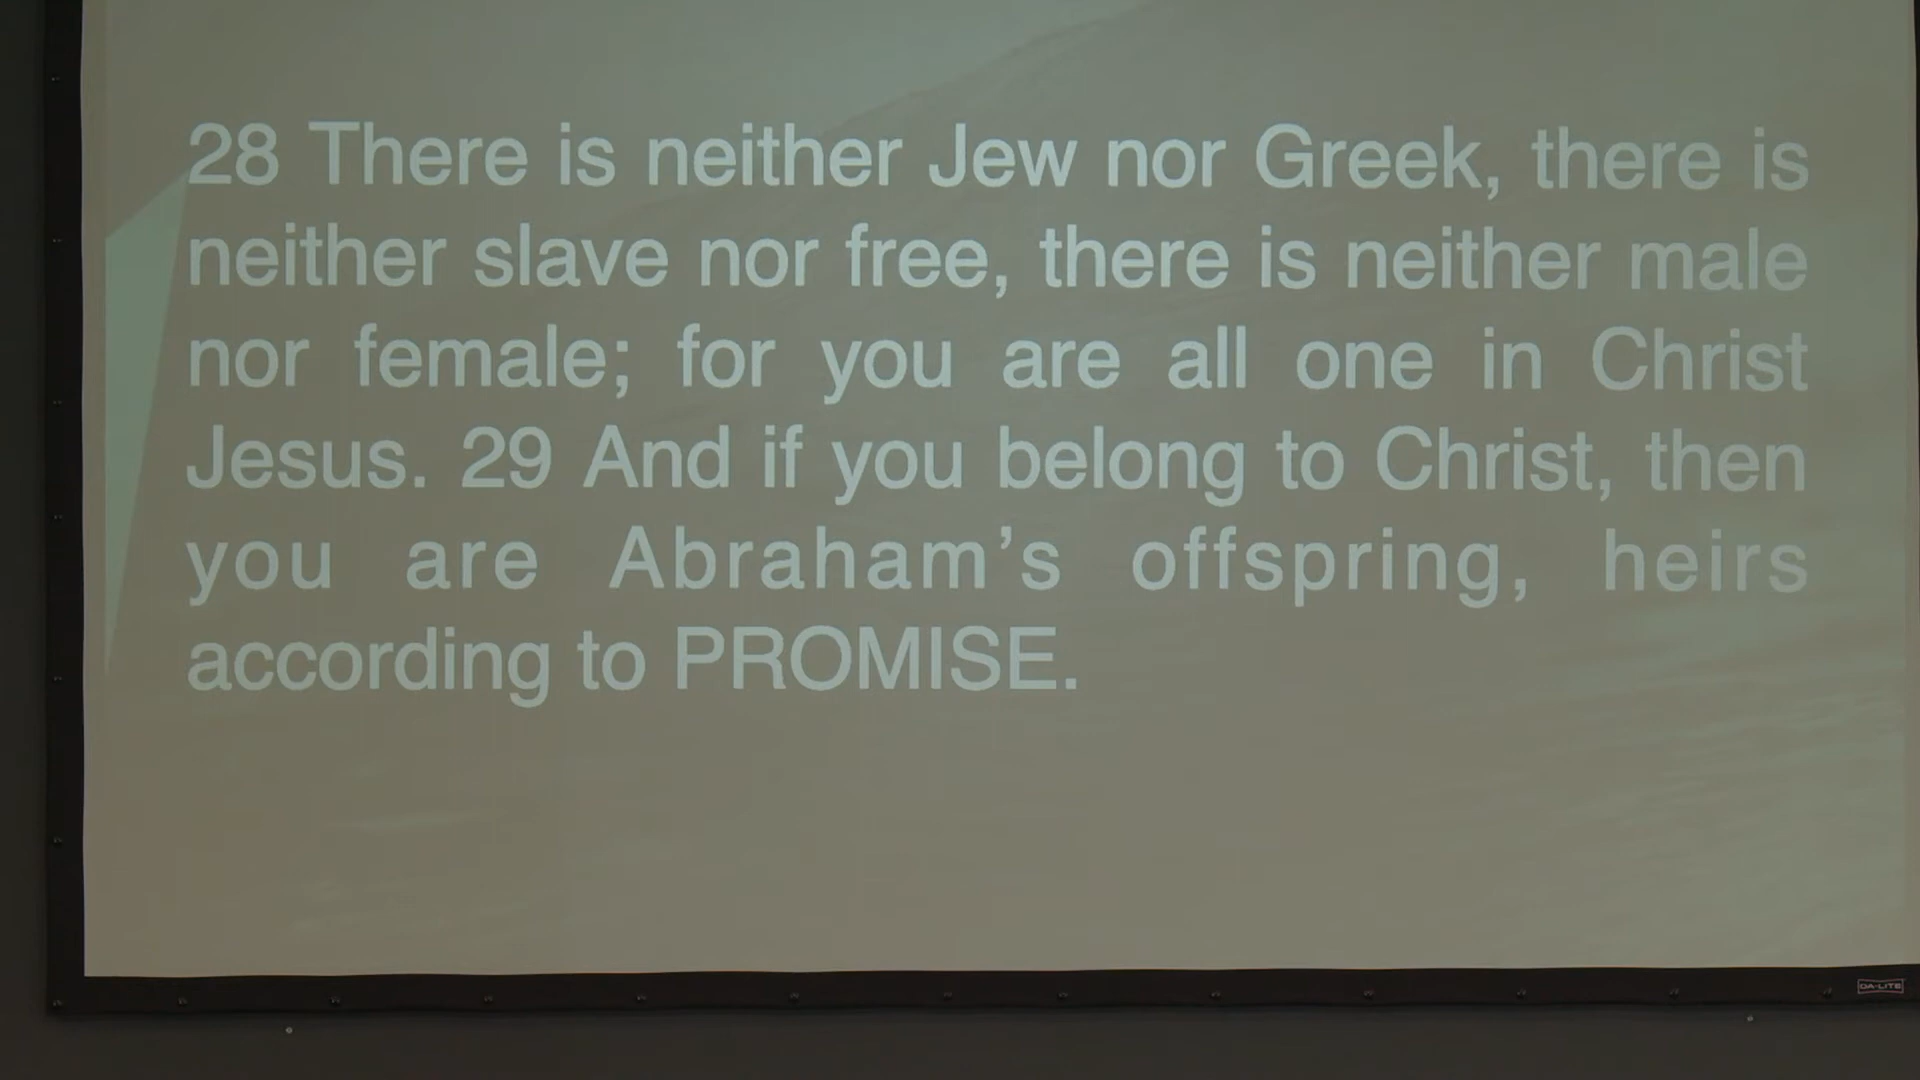 28 There is neither Jew nor Greek, there is
neither slave nor free, there is neither male
nor female; for you are all one in Christ
Jesus. 29 And if you belong to Christ, then
you are Abraham’s offspring, heirs
according to PROMISE.
DA-LITE